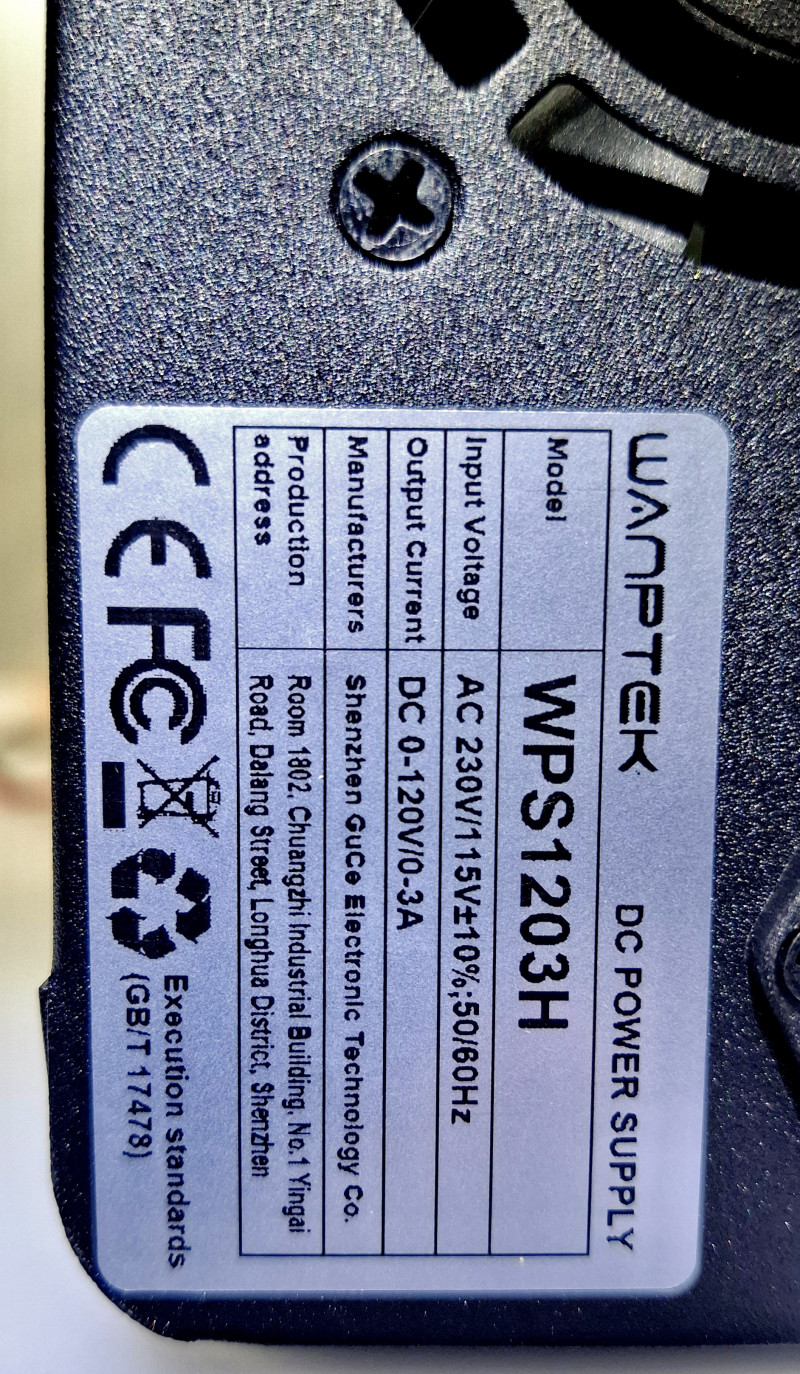 WANPTEK DC POWER SUPPLY
Model WPS1203H
Input Voltage AC 230V/115V±10%;50/60Hz
Output Current DC 0-120V/0-3A
Manufacturers Shenzhen GuCe Electronic Technology Co.
Production Room 1802, Chuangzhi Industrial Building, No.1 Yingai
address Road, Dalang Street, Longhua District, Shenzhen
CE FC Execution standards
(GB/T 17478)